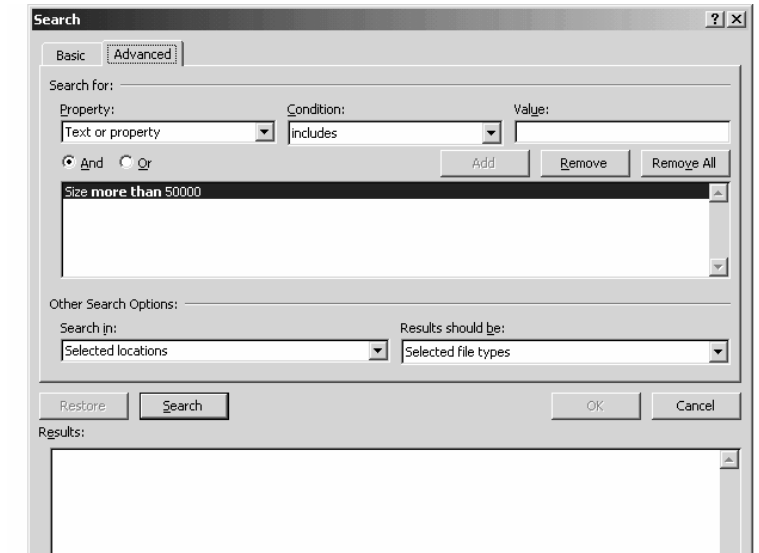 Search
Basic Advanced
Search for:
Property: Condition: Value:
Text or property includes
And Or Add Remove Remove All
Size more than 50000
Other Search Options:
Search in: Results should be:
Selected locations Selected file types
Restore Search OK Cancel
Results: